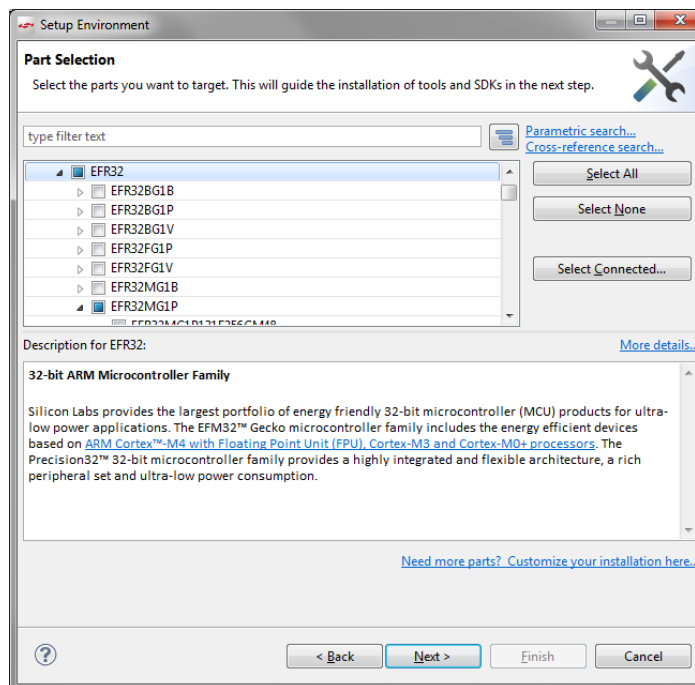 Setup Environment
Part Selection
Select the parts you want to target. This will guide the installation of tools and SDKs in the next step.
type filter text
Parametric search...
Cross-reference search...
EFR32
EFR32BG1B
EFR32BG1P
EFR32BG1V
EFR32FG1P
EFR32FG1V
EFR32MG1B
EFR32MG1P
Select All
Select None
Select Connected...
Description for EFR32:
More details..
32-bit ARM Microcontroller Family
Silicon Labs provides the largest portfolio of energy friendly 32-bit microcontroller (MCU) products for ultra-
low power applications. The EFM32™ Gecko microcontroller family includes the energy efficient devices
based on ARM Cortex™-M4 with Floating Point Unit (FPU), Cortex-M3 and Cortex-M0+ processors. The
Precision32™ 32-bit microcontroller family provides a highly integrated and flexible architecture, a rich
peripheral set and ultra-low power consumption.
Need more parts? Customize your installation here..
?
< Back
Next >
Finish
Cancel